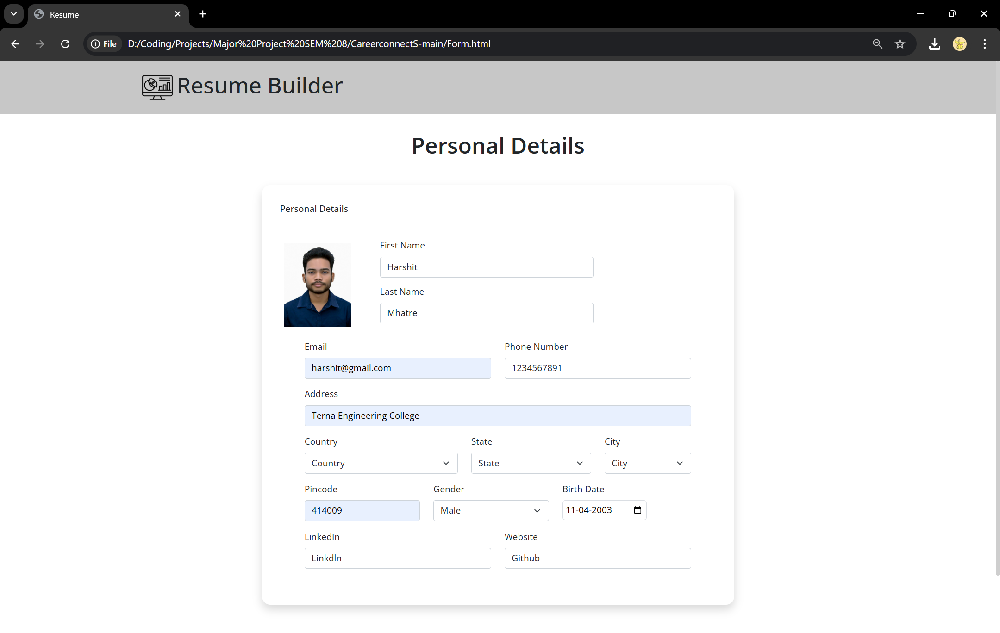 Resume
File D:/Coding/Projects/Major%20Project%20SEM%208/CareerconnectS-main/Form.html
Resume Builder
Personal Details
Personal Details
First Name
Harshit
Last Name
Mhatre
Email Phone Number
harshit@gmail.com 1234567891
Address
Terna Engineering College
Country State City
Country State City
Pincode Gender Birth Date
414009 Male 11-04-2003
LinkedIn Website
Linkdln Github